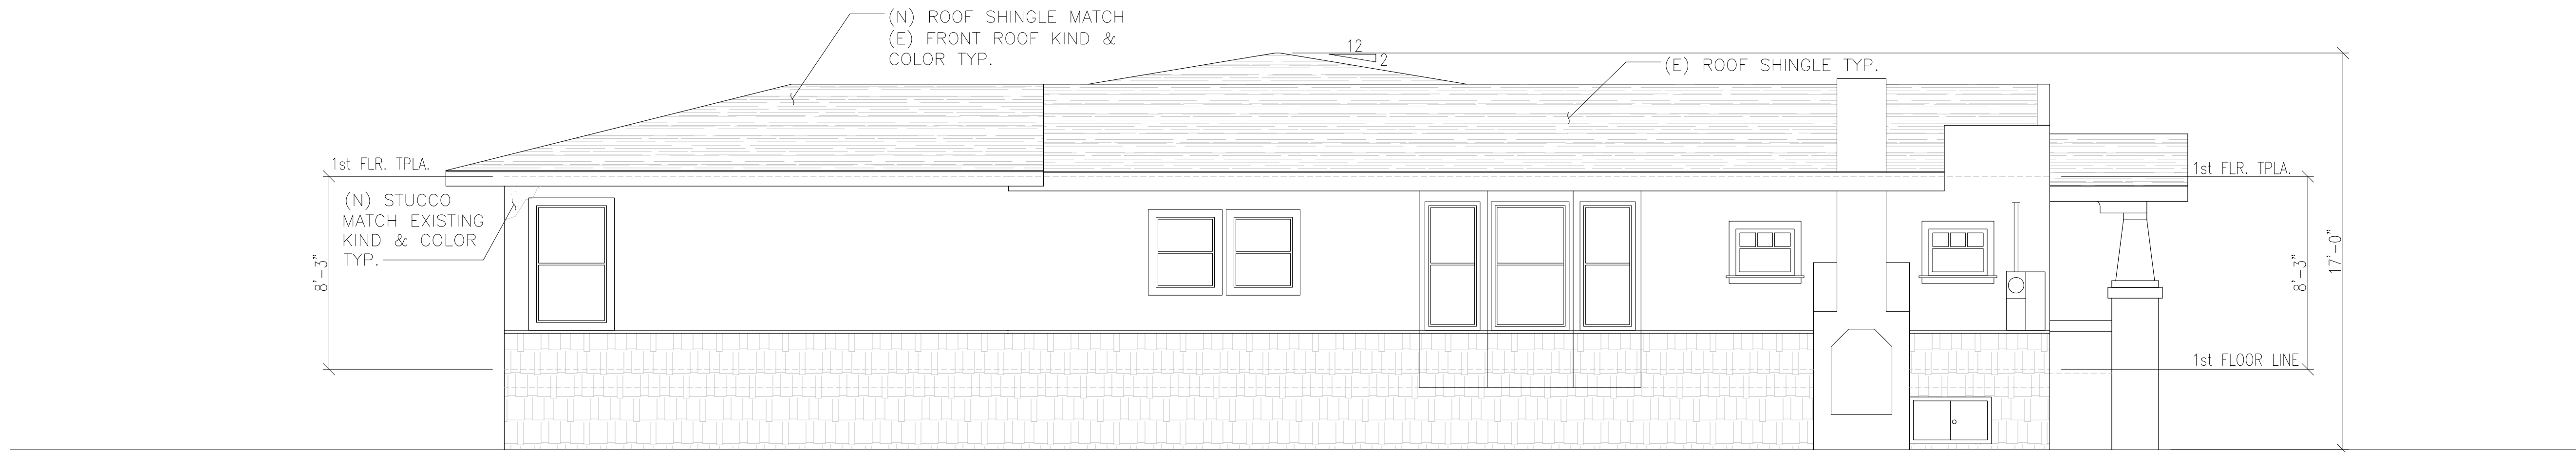 (N) ROOF SHINGLE MATCH
(E) FRONT ROOF KIND &
COLOR TYP.
12
2
(E) ROOF SHINGLE TYP.
1st FLR. TPLA.
(N) STUCCO
MATCH EXISTING
KIND & COLOR
TYP.
8'-3"
1st FLR. TPLA.
8'-3"
17'-0"
1st FLOOR LINE